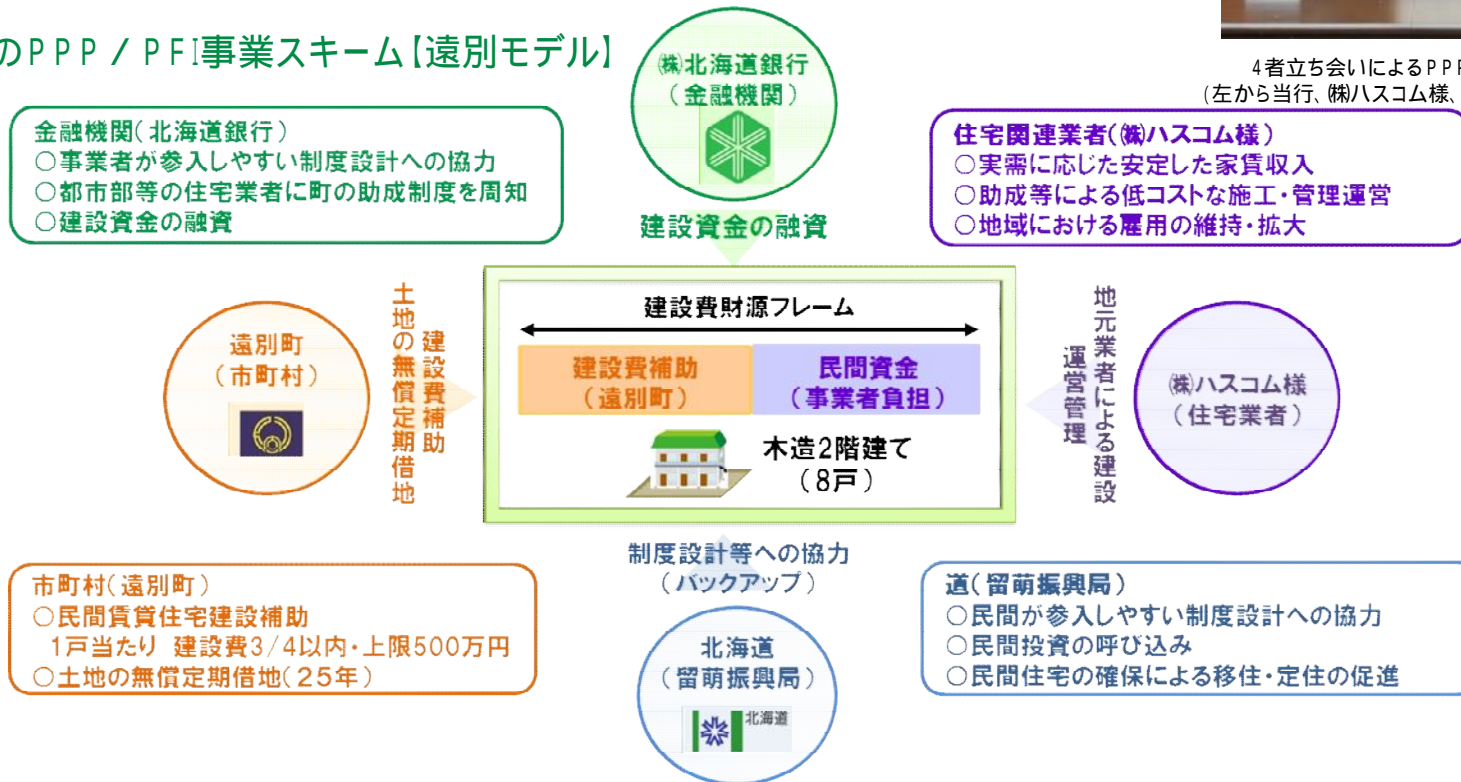 のPPP/PFI事業スキーム【遠別モデル】
4者立ち会いによるPPP
(左から当行、㈱ハスコム様、
㈱北海道銀行
(金融機関)
建設資金の融資
金融機関(北海道銀行)
○事業者が参入しやすい制度設計への協力
○都市部等の住宅業者に町の助成制度を周知
○建設資金の融資
住宅関連業者(㈱ハスコム様)
○実需に応じた安定した家賃収入
○助成等による低コストな施工・管理運営
○地域における雇用の維持・拡大
遠別町
(市町村)
建設費補助
土地の無償定期借地
建設費財源フレーム
建設費補助
(遠別町)
民間資金
(事業者負担)
木造2階建て
(8戸)
地元業者による建設
運営管理
㈱ハスコム様
(住宅業者)
市町村(遠別町)
○民間賃貸住宅建設補助
1戸当たり 建設費3/4以内・上限500万円
○土地の無償定期借地(25年)
制度設計等への協力
(バックアップ)
北海道
(留萌振興局)
北海道
道(留萌振興局)
○民間が参入しやすい制度設計への協力
○民間投資の呼び込み
○民間住宅の確保による移住・定住の促進